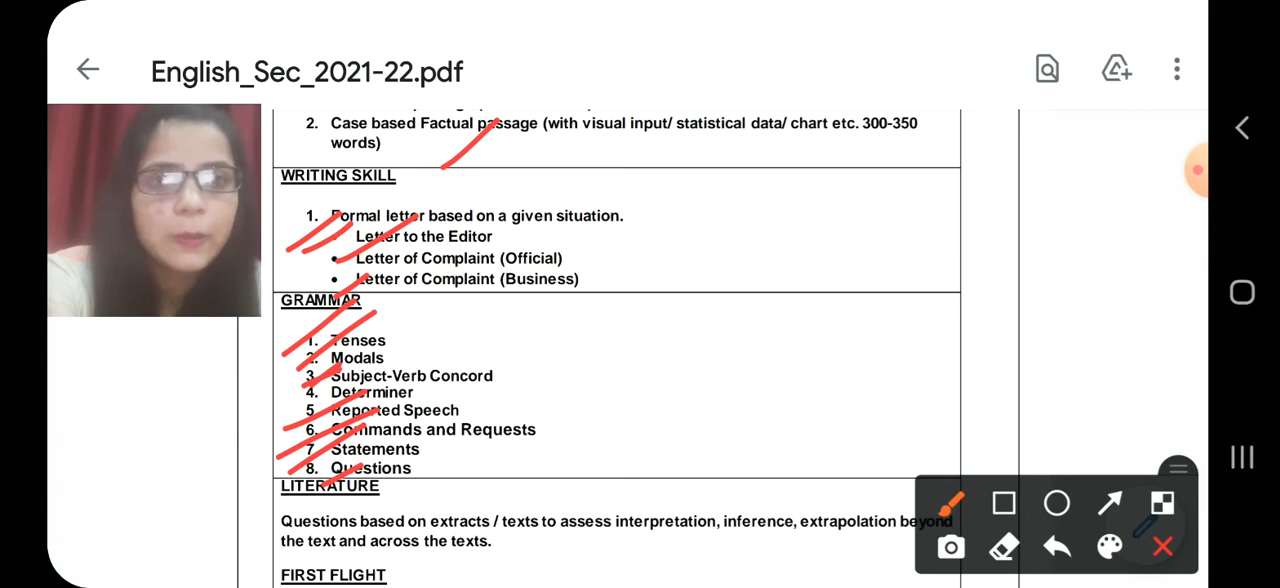 English_Sec_2021-22.pdf
2. Case based Factual passage (with visual input/ statistical data/ chart etc. 300-350
words)
WRITING SKILL
1. Formal letter based on a given situation.
Letter to the Editor
• Letter of Complaint (Official)
• Letter of Complaint (Business)
GRAMMAR
1. Tenses
2. Modals
3. Subject-Verb Concord
4. Determiner
5. Reported Speech
6. Commands and Requests
7. Statements
8. Questions
LITERATURE
Questions based on extracts / texts to assess interpretation, inference, extrapolation beyond
the text and across the texts.
FIRST FLIGHT